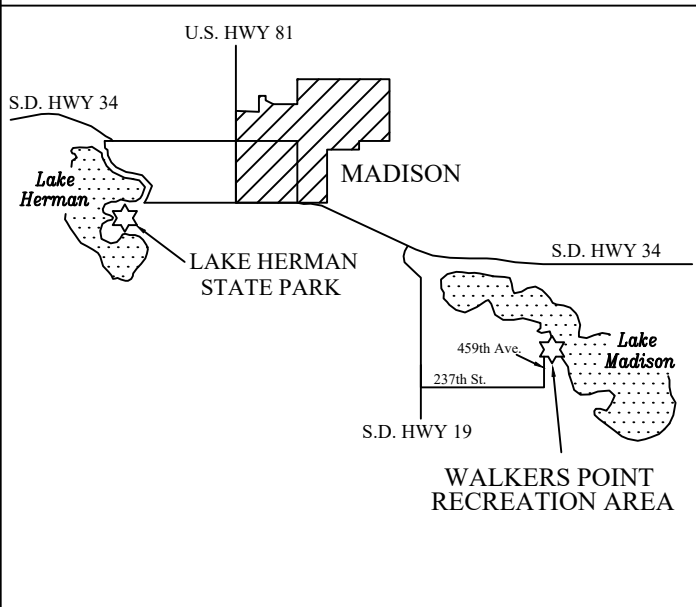 U.S. HWY 81
S.D. HWY 34
Lake
Herman
MADISON
LAKE HERMAN
STATE PARK
S.D. HWY 34
459th Ave.
Lake
Madison
237th St.
S.D. HWY 19
WALKERS POINT
RECREATION AREA